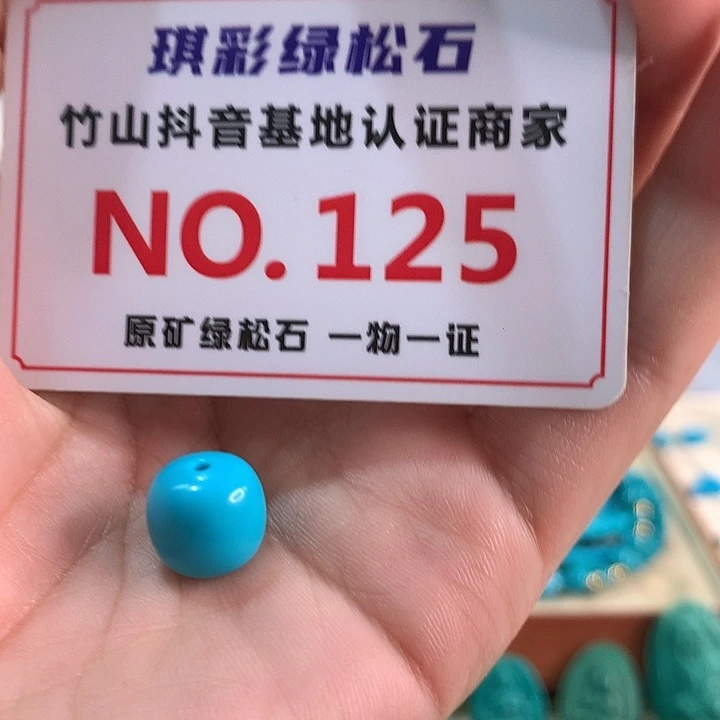 琪彩绿松石
竹山抖音基地认证商家
NO.125
原矿绿松石 一物一证